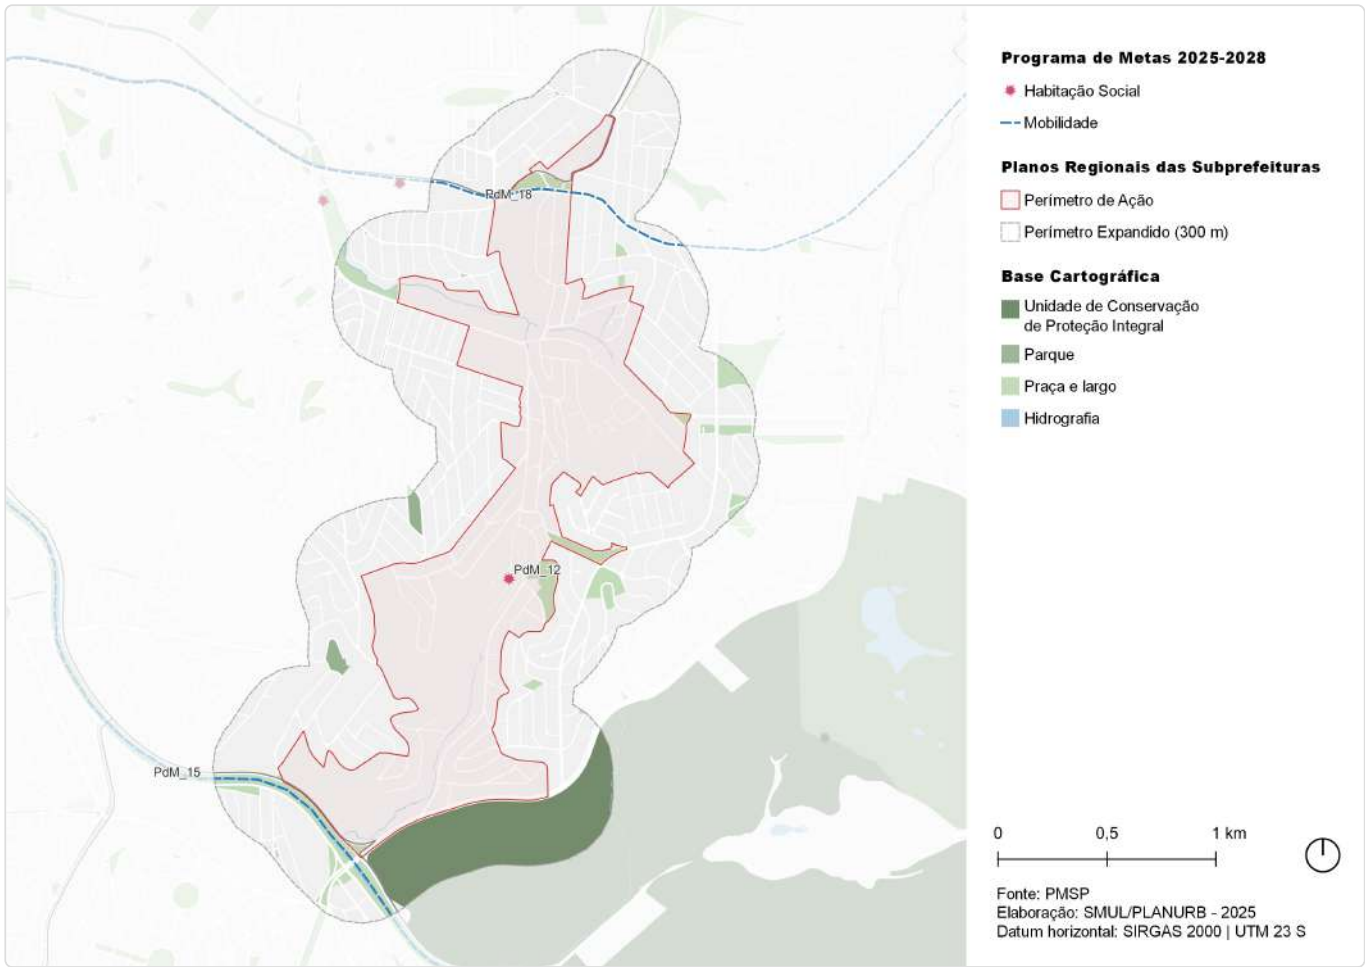 PdM_18
PdM_12
PdM_15
Programa de Metas 2025-2028
Habitação Social
Mobilidade
Planos Regionais das Subprefeituras
Perímetro de Ação
Perímetro Expandido (300 m)
Base Cartográfica
Unidade de Conservação
de Proteção Integral
Parque
Praça e largo
Hidrografia
0 0,5 1 km
Fonte: PMSP
Elaboração: SMUL/PLANURB - 2025
Datum horizontal: SIRGAS 2000 | UTM 23 S